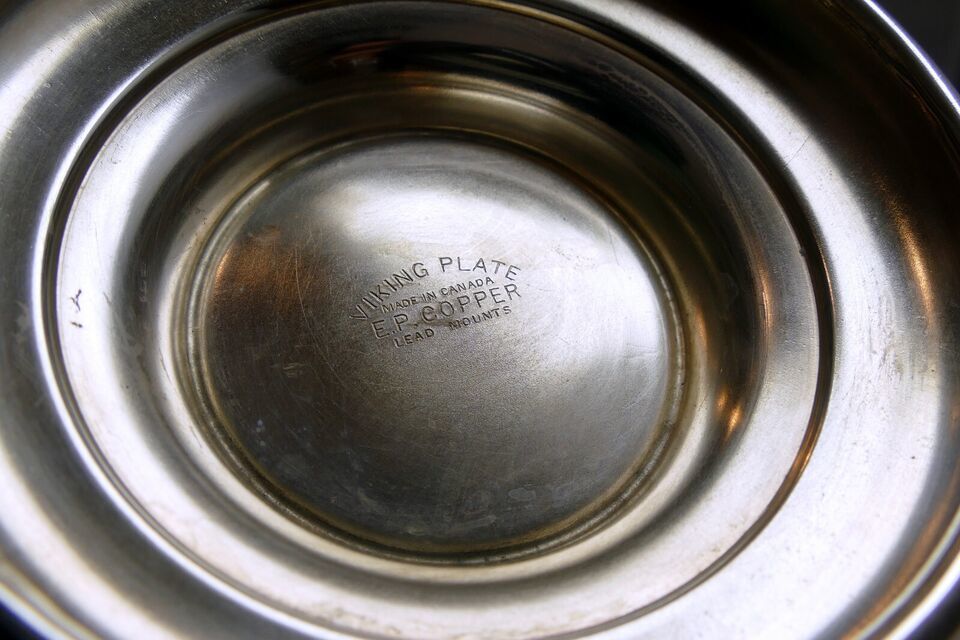 VIKING PLATE
MADE IN CANADA
E.P. COPPER
LEAD MOUNTS